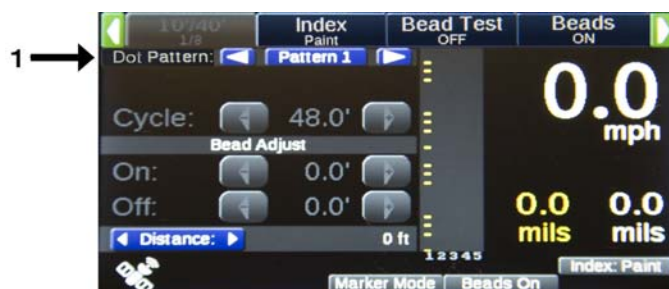 10'/40' Index Bead Test Beads
1/8 Paint OFF ON
1
Dot Pattern: Pattern 1
0.0
mph
Cycle: 48.0'
Bead Adjust
On: 0.0'
Off: 0.0'
0.0 0.0
mils mils
Distance: 0 ft
12345
Index: Paint
Marker Mode Beads On